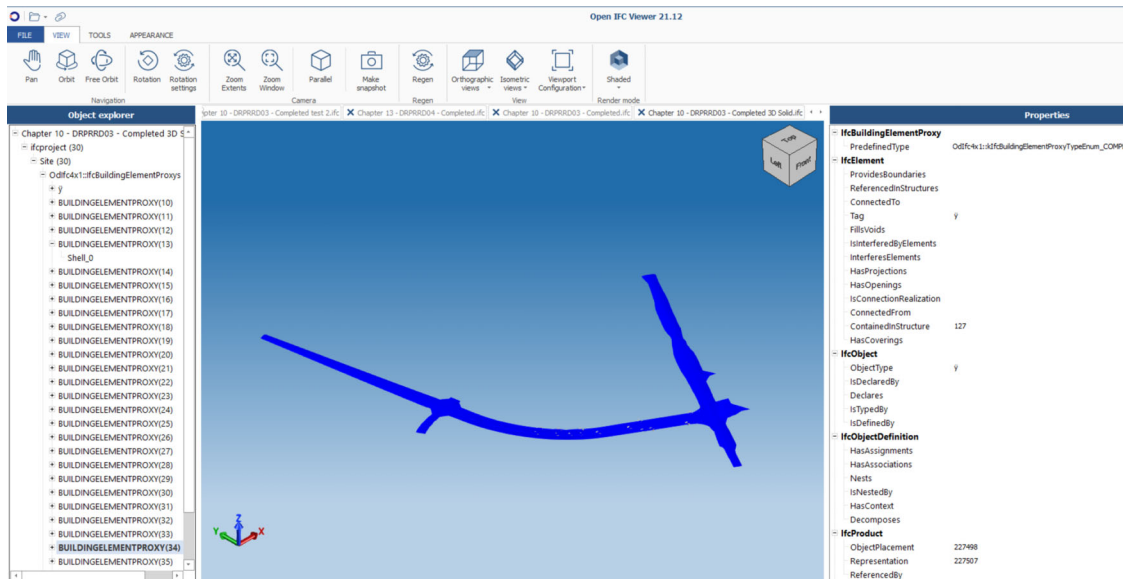 Open IFC Viewer 21.12
FILE VIEW TOOLS APPEARANCE
Pan Orbit Free Orbit Rotation Rotation settings
Zoom Extents Zoom Window Parallel Make snapshot
Regen Orthographic views Isometric views Viewport Configuration Shaded
Navigation Camera Regen View Render mode
Object explorer
pter 10 - DRPRRD03 - Completed test 2.ifc Chapter 13 - DRPRRD04 - Completed.ifc Chapter 10 - DRPRRD03 - Completed.ifc Chapter 10 - DRPRRD03 - Completed 3D Solid.ifc
Properties
Chapter 10 - DRPRRD03 - Completed 3D S
ifcproject (30)
Site (30)
OdIfc4x1::IfcBuildingElementProxys
ÿ
BUILDINGELEMENTPROXY(10)
BUILDINGELEMENTPROXY(11)
BUILDINGELEMENTPROXY(12)
BUILDINGELEMENTPROXY(13)
Shell_0
BUILDINGELEMENTPROXY(14)
BUILDINGELEMENTPROXY(15)
BUILDINGELEMENTPROXY(16)
BUILDINGELEMENTPROXY(17)
BUILDINGELEMENTPROXY(18)
BUILDINGELEMENTPROXY(19)
BUILDINGELEMENTPROXY(20)
BUILDINGELEMENTPROXY(21)
BUILDINGELEMENTPROXY(22)
BUILDINGELEMENTPROXY(23)
BUILDINGELEMENTPROXY(24)
BUILDINGELEMENTPROXY(25)
BUILDINGELEMENTPROXY(26)
BUILDINGELEMENTPROXY(27)
BUILDINGELEMENTPROXY(28)
BUILDINGELEMENTPROXY(29)
BUILDINGELEMENTPROXY(30)
BUILDINGELEMENTPROXY(31)
BUILDINGELEMENTPROXY(32)
BUILDINGELEMENTPROXY(33)
BUILDINGELEMENTPROXY(34)
BUILDINGELEMENTPROXY(35)
Top
Left Front
Z
Y X
IfcBuildingElementProxy
PredefinedType OdIfc4x1::kIfcBuildingElementProxyTypeEnum_COMP
IfcElement
ProvidesBoundaries
ReferencedInStructures
ConnectedTo
Tag ÿ
FillsVoids
IsInterferedByElements
InterferesElements
HasProjections
HasOpenings
IsConnectionRealization
ConnectedFrom
ContainedInStructure 127
HasCoverings
IfcObject
ObjectType ÿ
IsDeclaredBy
Declares
IsTypedBy
IsDefinedBy
IfcObjectDefinition
HasAssignments
HasAssociations
Nests
IsNestedBy
HasContext
Decomposes
IfcProduct
ObjectPlacement 227498
Representation 227507
ReferencedBy